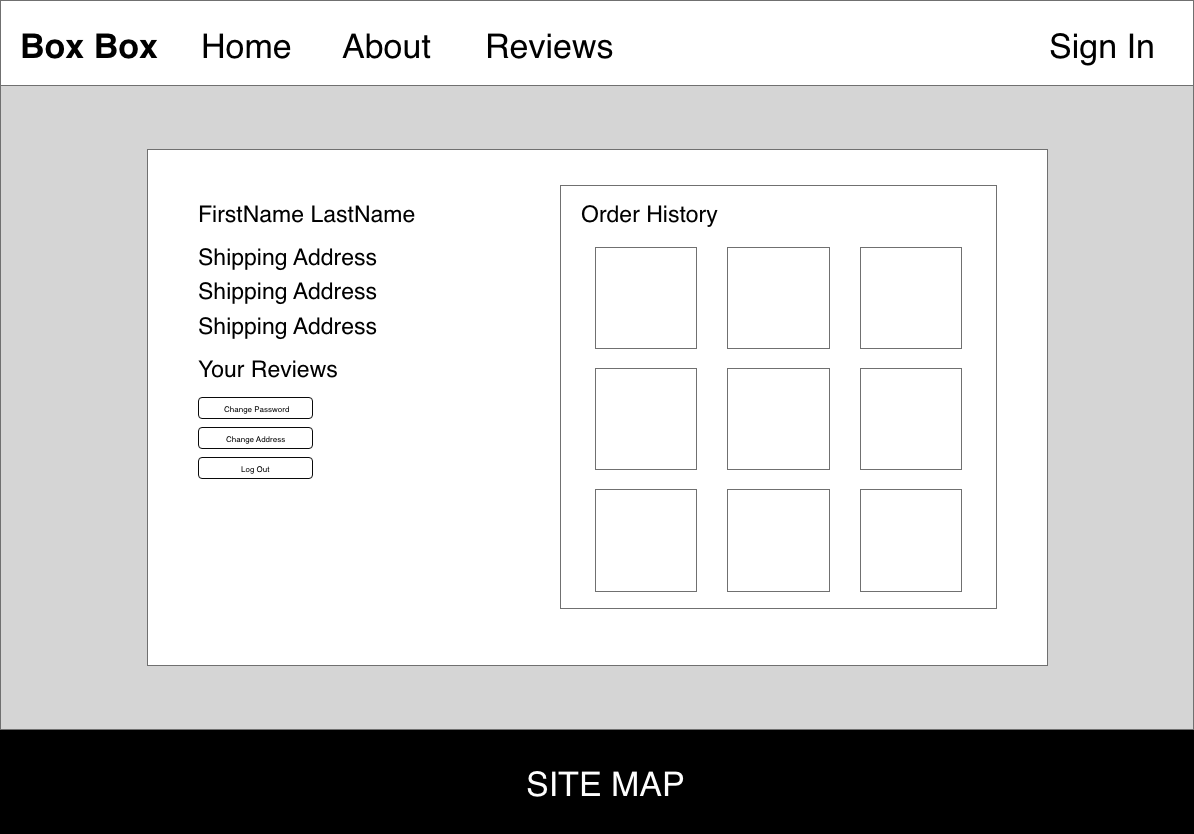 Box Box Home About Reviews Sign In
FirstName LastName
Shipping Address
Shipping Address
Shipping Address
Your Reviews
Change Password
Change Address
Log Out
Order History
SITE MAP